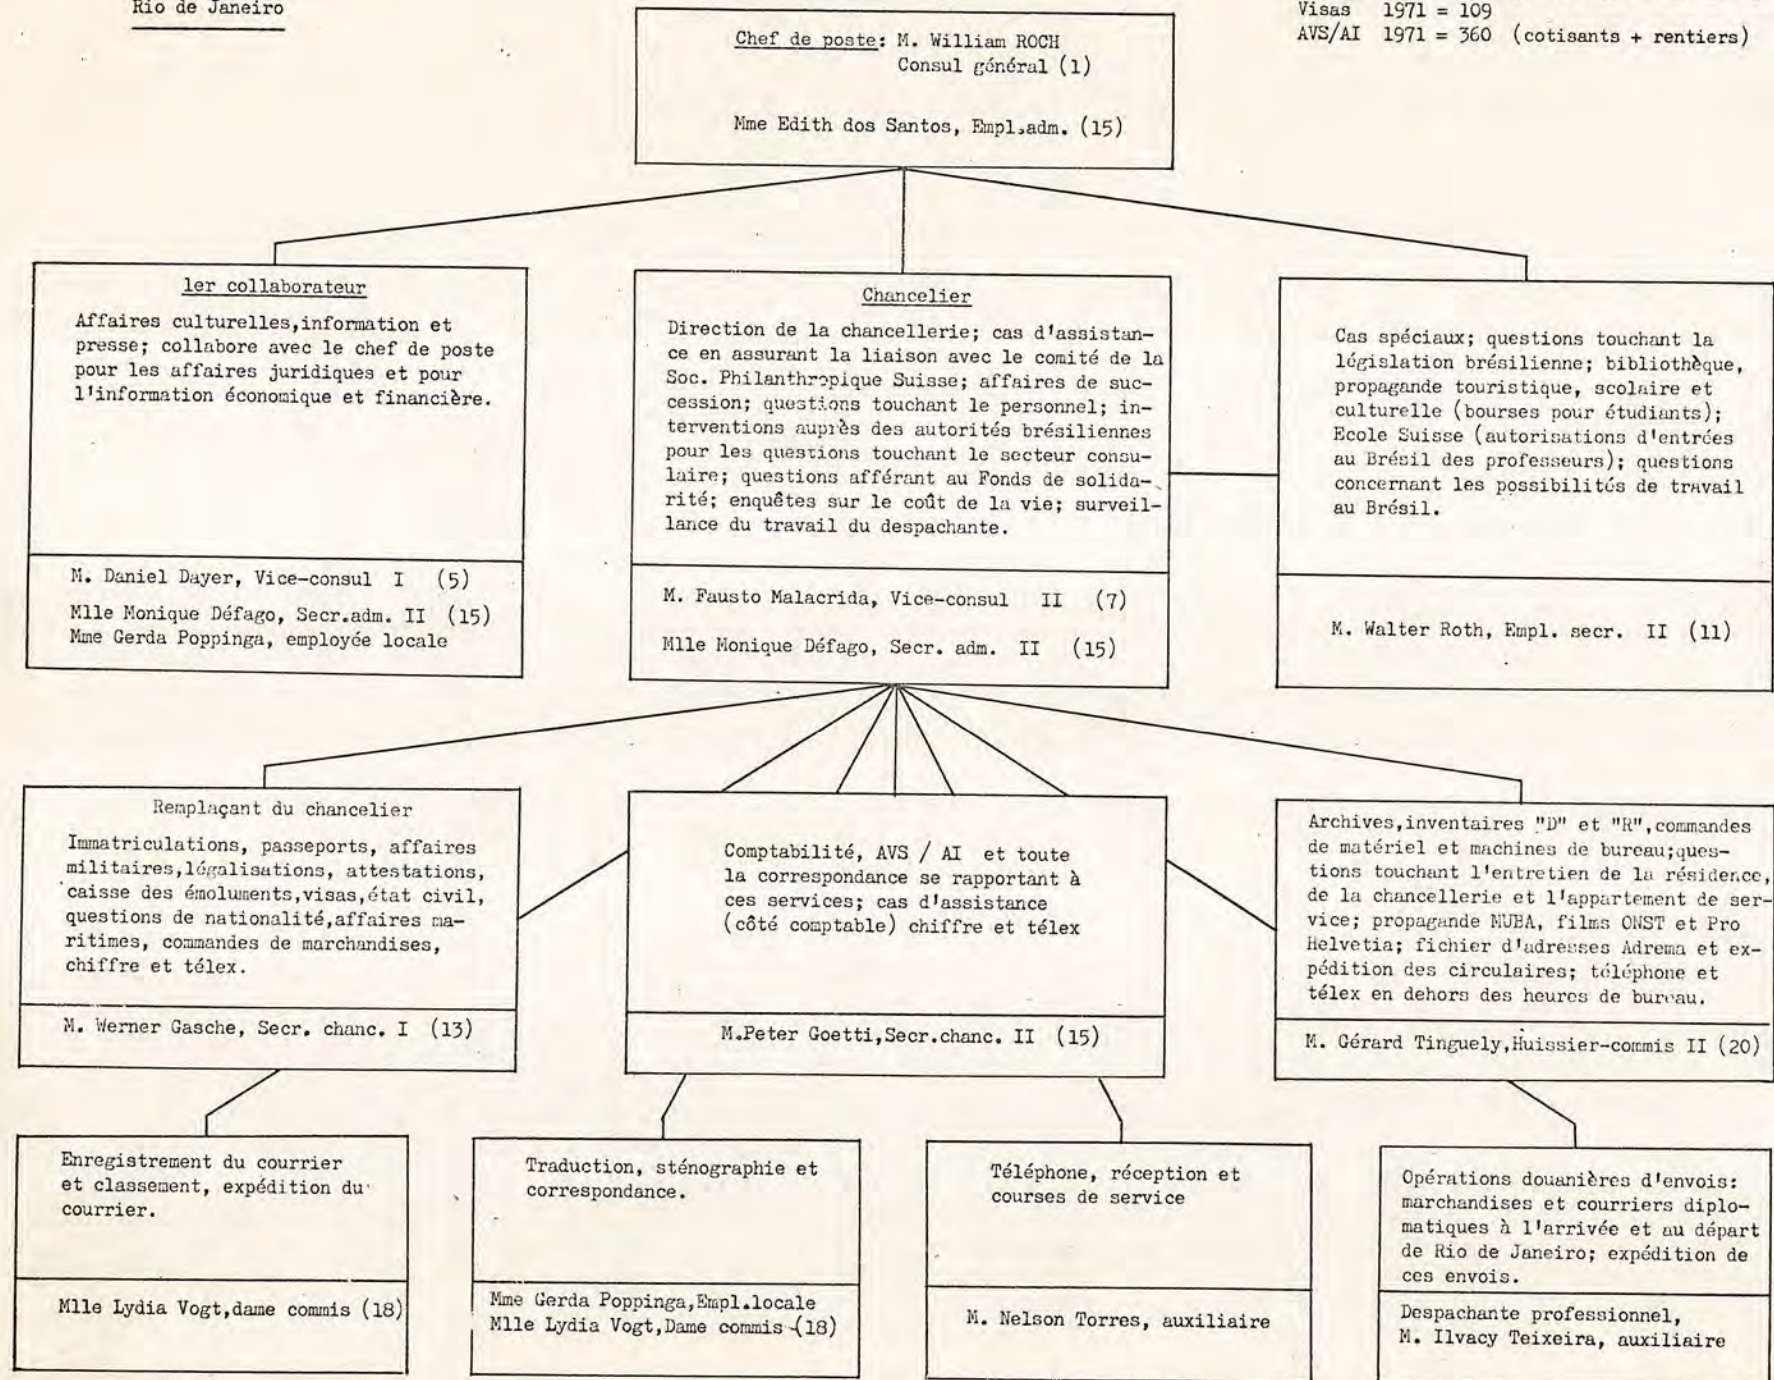 Rio de Janeiro
Visas 1971 = 109
AVS/AI 1971 = 360 (cotisants + rentiers)
Chef de poste: M. William ROCH
Consul général (1)
Mme Edith dos Santos, Empl.adm. (15)
1er collaborateur
Affaires culturelles,information et
presse; collabore avec le chef de poste
pour les affaires juridiques et pour
l'information économique et financière.
M. Daniel Dayer, Vice-consul I (5)
Mlle Monique Défago, Secr.adm. II (15)
Mme Gerda Poppinga, employée locale
Chancelier
Direction de la chancellerie; cas d'assistan-
ce en assurant la liaison avec le comité de la
Soc. Philanthropique Suisse; affaires de suc-
cession; questions touchant le personnel; in-
terventions auprès des autorités brésiliennes
pour les questions touchant le secteur consu-
laire; questions afférant au Fonds de solida-
rité; enquêtes sur le coût de la vie; surveil-
lance du travail du despachante.
M. Fausto Malacrida, Vice-consul II (7)
Mlle Monique Défago, Secr. adm. II (15)
Cas spéciaux; questions touchant la
législation brésilienne; bibliothèque,
propagande touristique, scolaire et
culturelle (bourses pour étudiants);
Ecole Suisse (autorisations d'entrées
au Brésil des professeurs); questions
concernant les possibilités de travail
au Brésil.
M. Walter Roth, Empl. secr. II (11)
Remplaçant du chancelier
Immatriculations, passeports, affaires
militaires,légalisations, attestations,
caisse des émoluments,visas,état civil,
questions de nationalité,affaires ma-
ritimes, commandes de marchandises,
chiffre et télex.
M. Werner Gasche, Secr. chanc. I (13)
Comptabilité, AVS / AI et toute
la correspondance se rapportant à
ces services; cas d'assistance
(côté comptable) chiffre et télex
M.Peter Goetti,Secr.chanc. II (15)
Archives,inventaires "D" et "R",commandes
de matériel et machines de bureau;ques-
tions touchant l'entretien de la résidence,
de la chancellerie et l'appartement de ser-
vice; propagande MUBA, films ONST et Pro
Helvetia; fichier d'adresses Adrema et ex-
pédition des circulaires; téléphone et
télex en dehors des heures de bureau.
M. Gérard Tinguely,Huissier-commis II (20)
Enregistrement du courrier
et classement, expédition du
courrier.
Mlle Lydia Vogt,dame commis (18)
Traduction, sténographie et
correspondance.
Mme Gerda Poppinga,Empl.locale
Mlle Lydia Vogt,Dame commis (18)
Téléphone, réception et
courses de service
M. Nelson Torres, auxiliaire
Opérations douanières d'envois:
marchandises et courriers diplo-
matiques à l'arrivée et au départ
de Rio de Janeiro; expédition de
ces envois.
Despachante professionnel,
M. Ilvacy Teixeira, auxiliaire